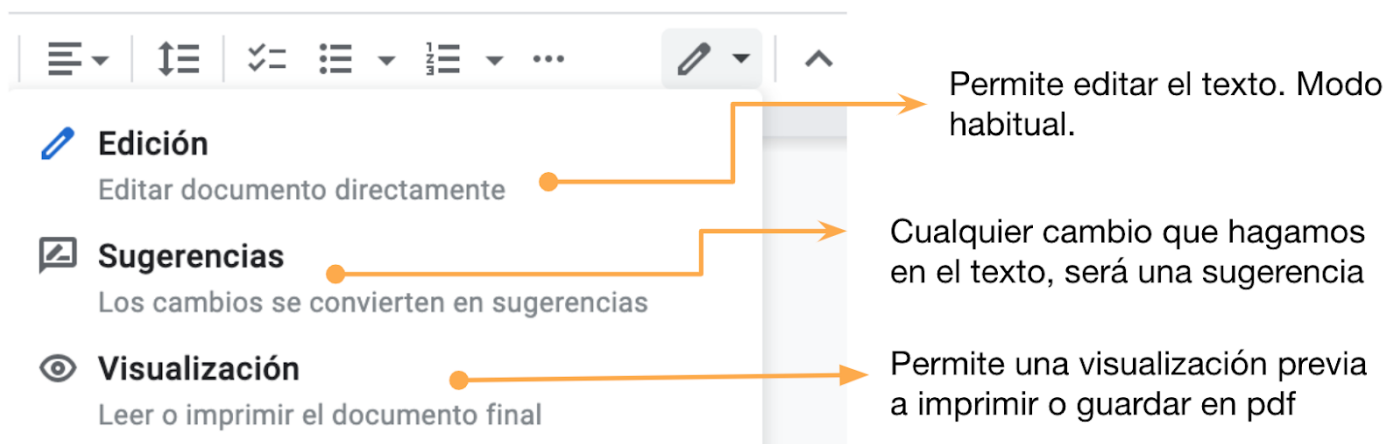 Edición
Editar documento directamente
Sugerencias
Los cambios se convierten en sugerencias
Visualización
Leer o imprimir el documento final
Permite editar el texto. Modo
habitual.
Cualquier cambio que hagamos
en el texto, será una sugerencia
Permite una visualización previa
a imprimir o guardar en pdf